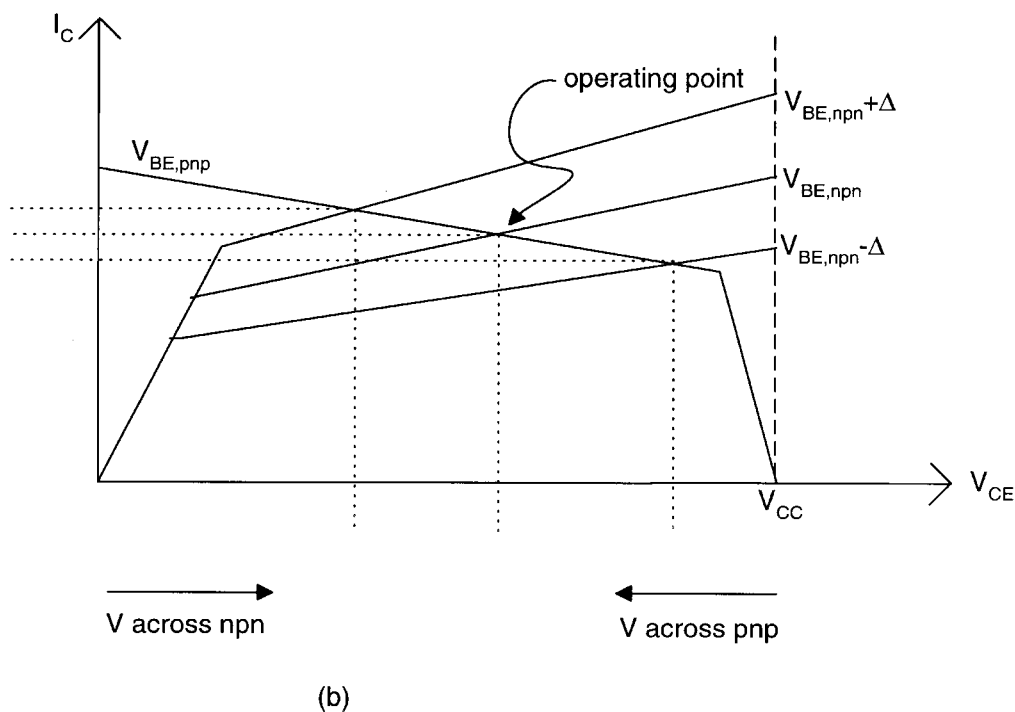 I_C
operating point
V_BE,npn+Δ
V_BE,pnp
V_BE,npn
V_BE,npn-Δ
V_CC
V_CE
V across npn
V across pnp
(b)